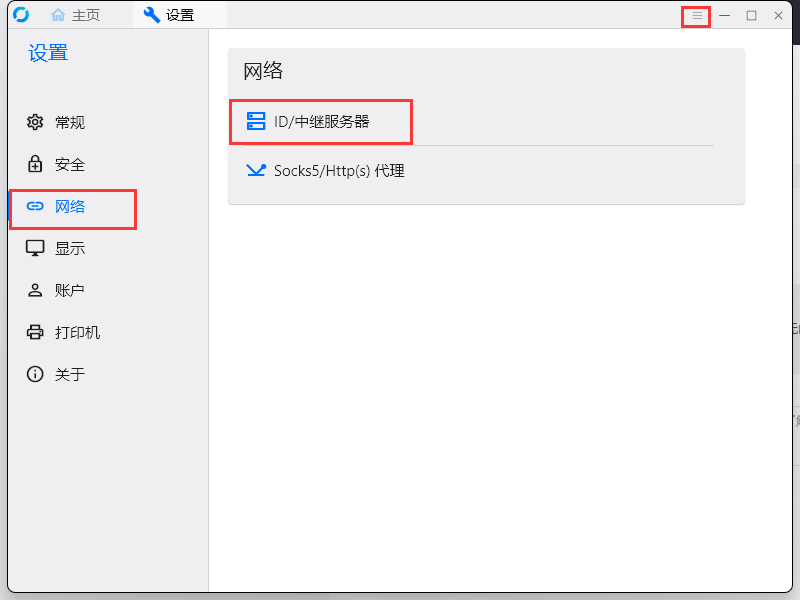 主页
设置
设置
常规
安全
网络
显示
账户
打印机
关于
网络
ID/中继服务器
Socks5/Http(s) 代理